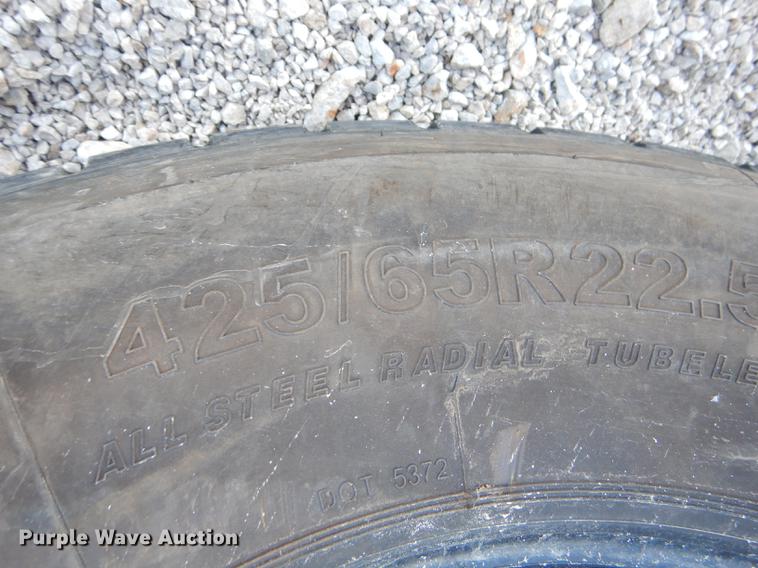 425/65R22.5
ALL STEEL RADIAL TUBELE
DOT 5372
Purple Wave Auction